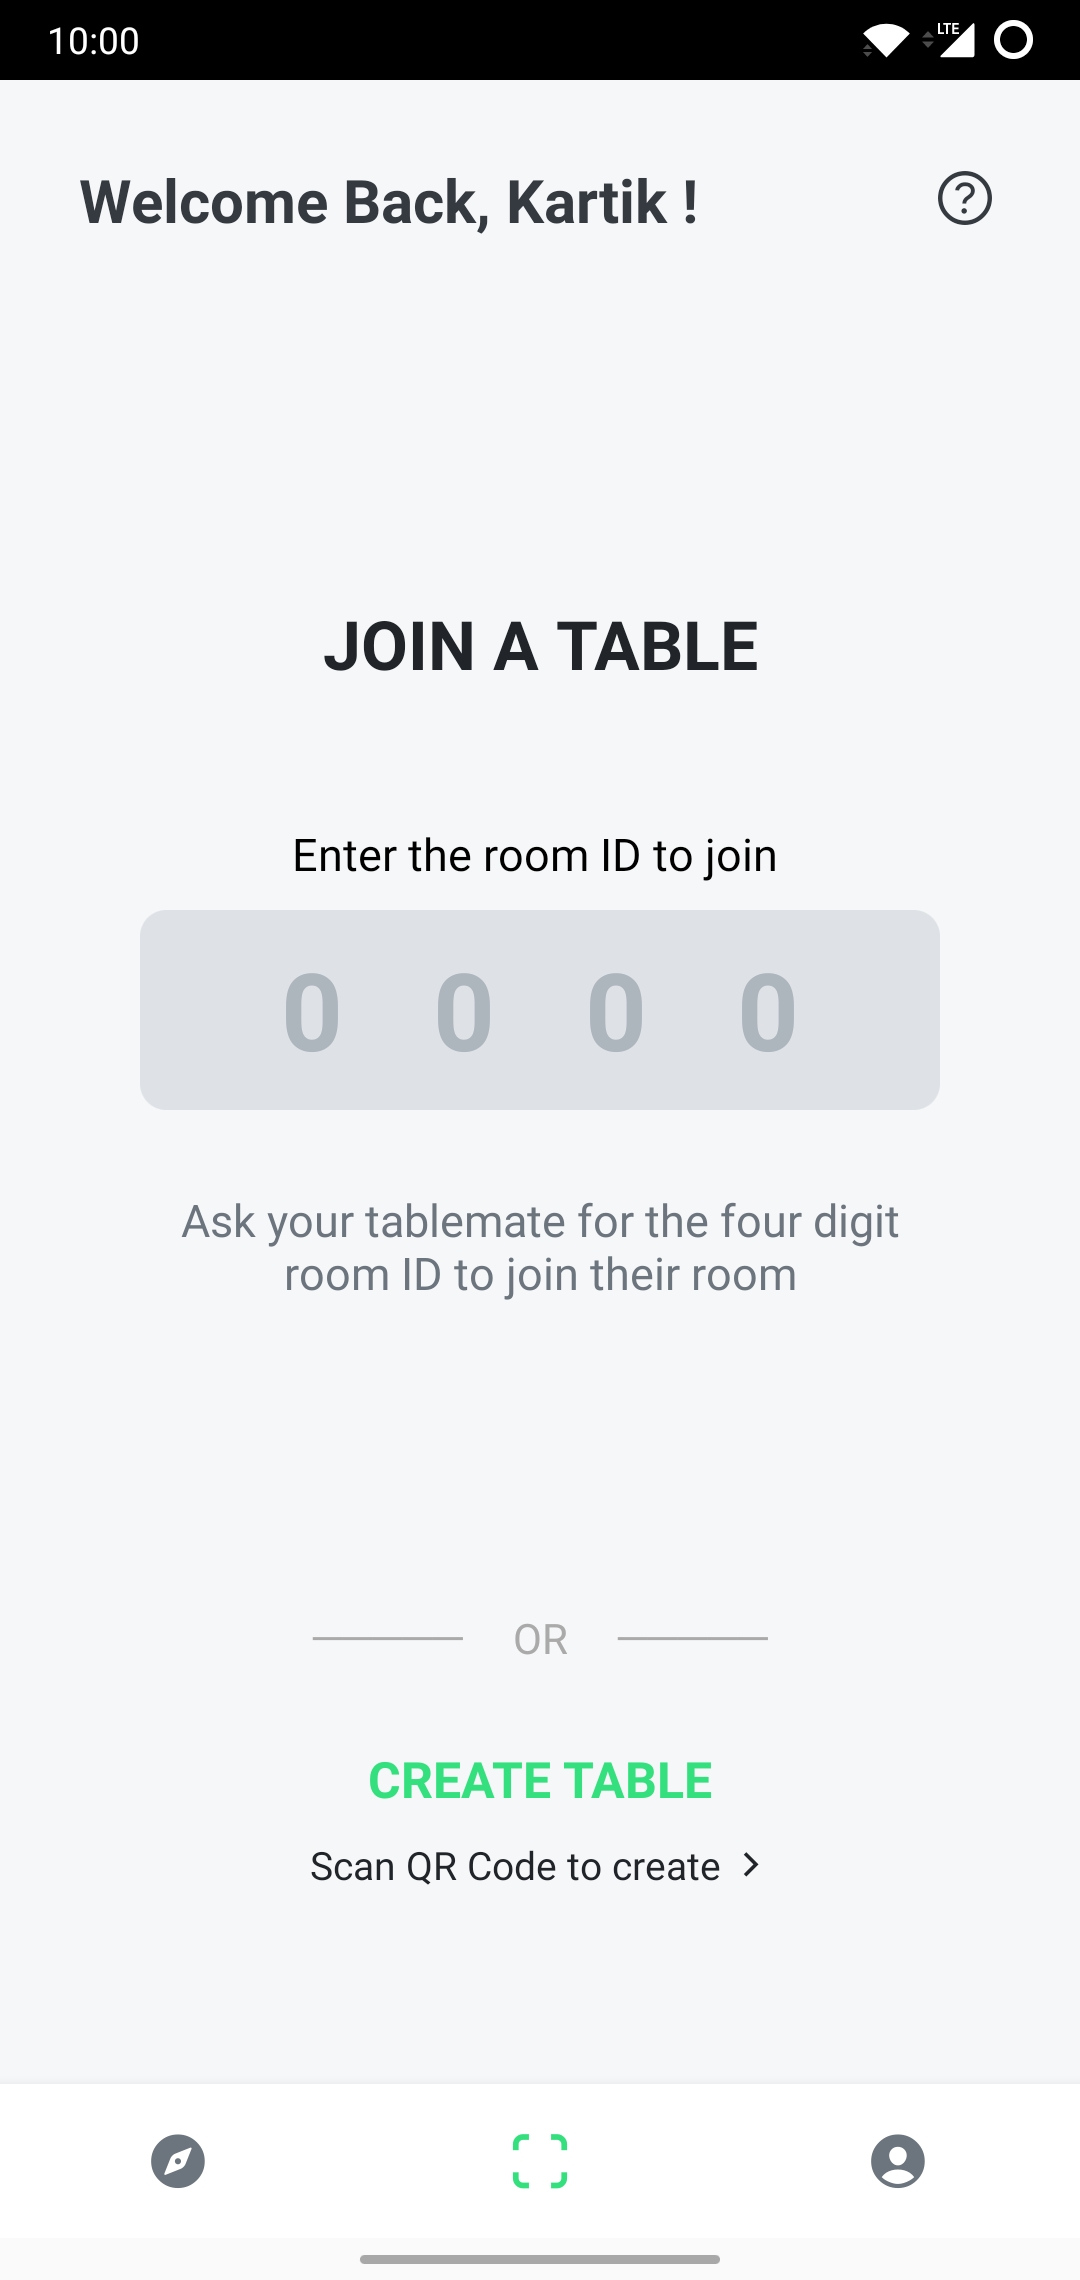 10:00
LTE
Welcome Back, Kartik !
?
JOIN A TABLE
Enter the room ID to join
0 0 0 0
Ask your tablemate for the four digit
room ID to join their room
OR
CREATE TABLE
Scan QR Code to create